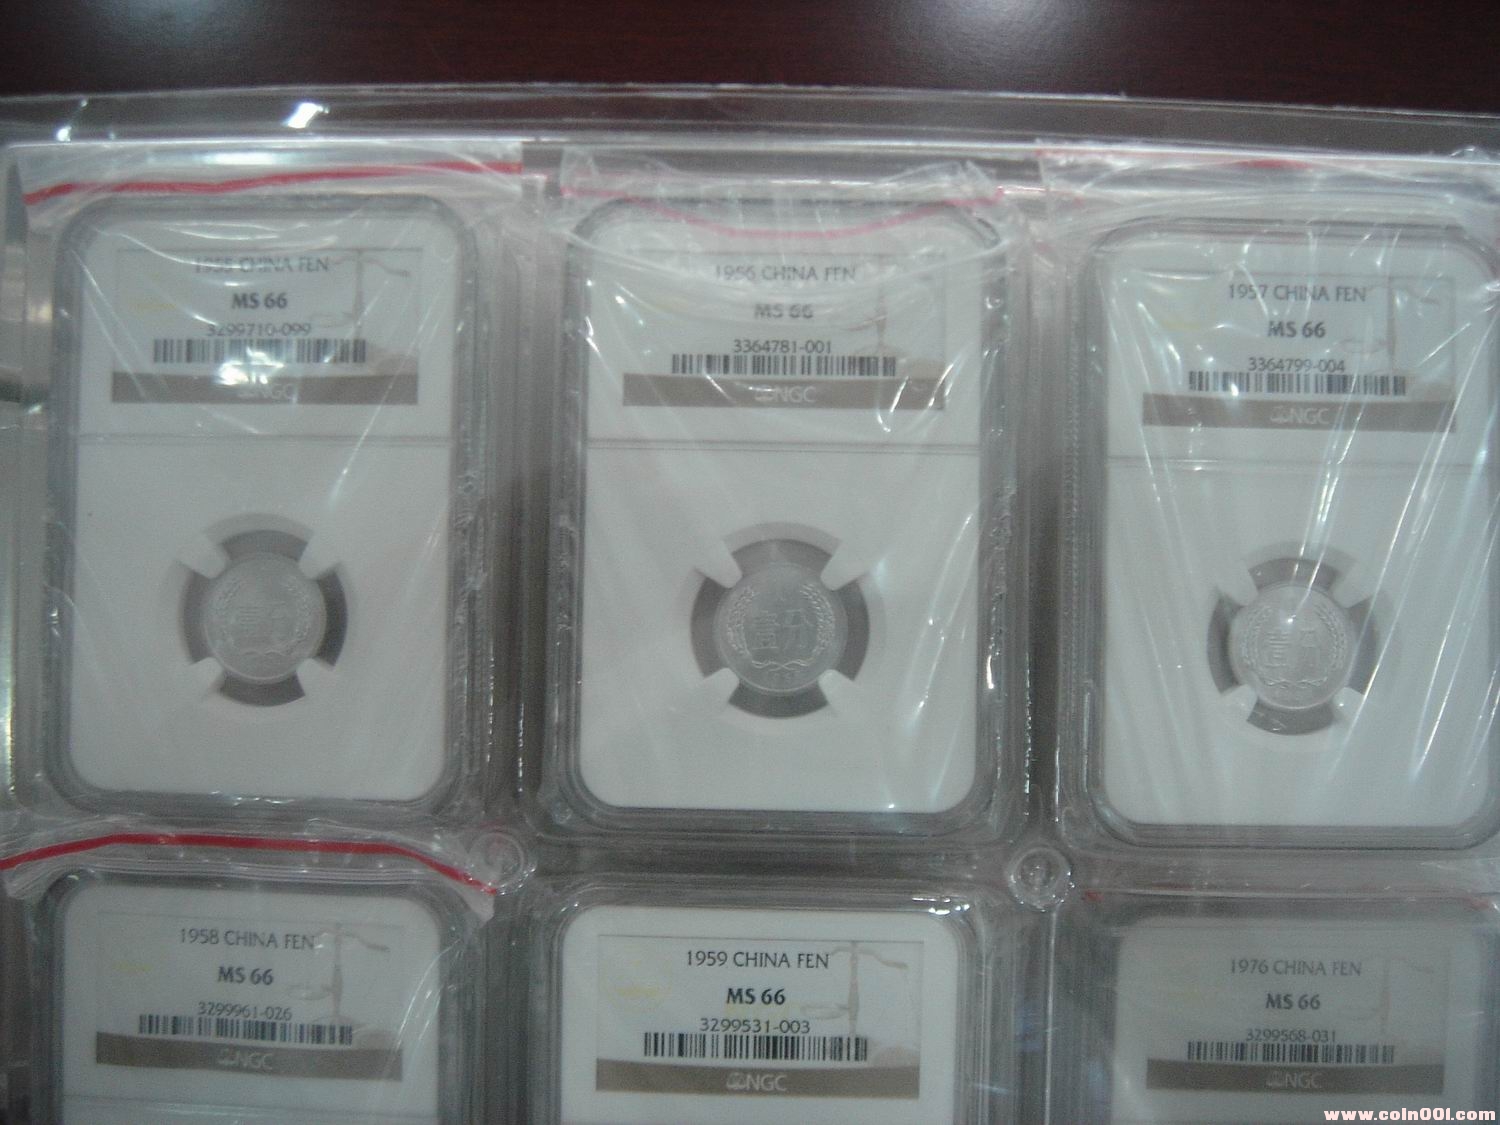 1955 CHINA FEN
MS 66
3299710-099
NGC
壹分
1956 CHINA FEN
MS 66
3364781-001
NGC
壹分
1957 CHINA FEN
MS 66
3364799-004
NGC
壹分
1958 CHINA FEN
MS 66
3299961-026
NGC
1959 CHINA FEN
MS 66
3299531-003
NGC
1976 CHINA FEN
MS 66
3299568-031
NGC
www.coin001.com